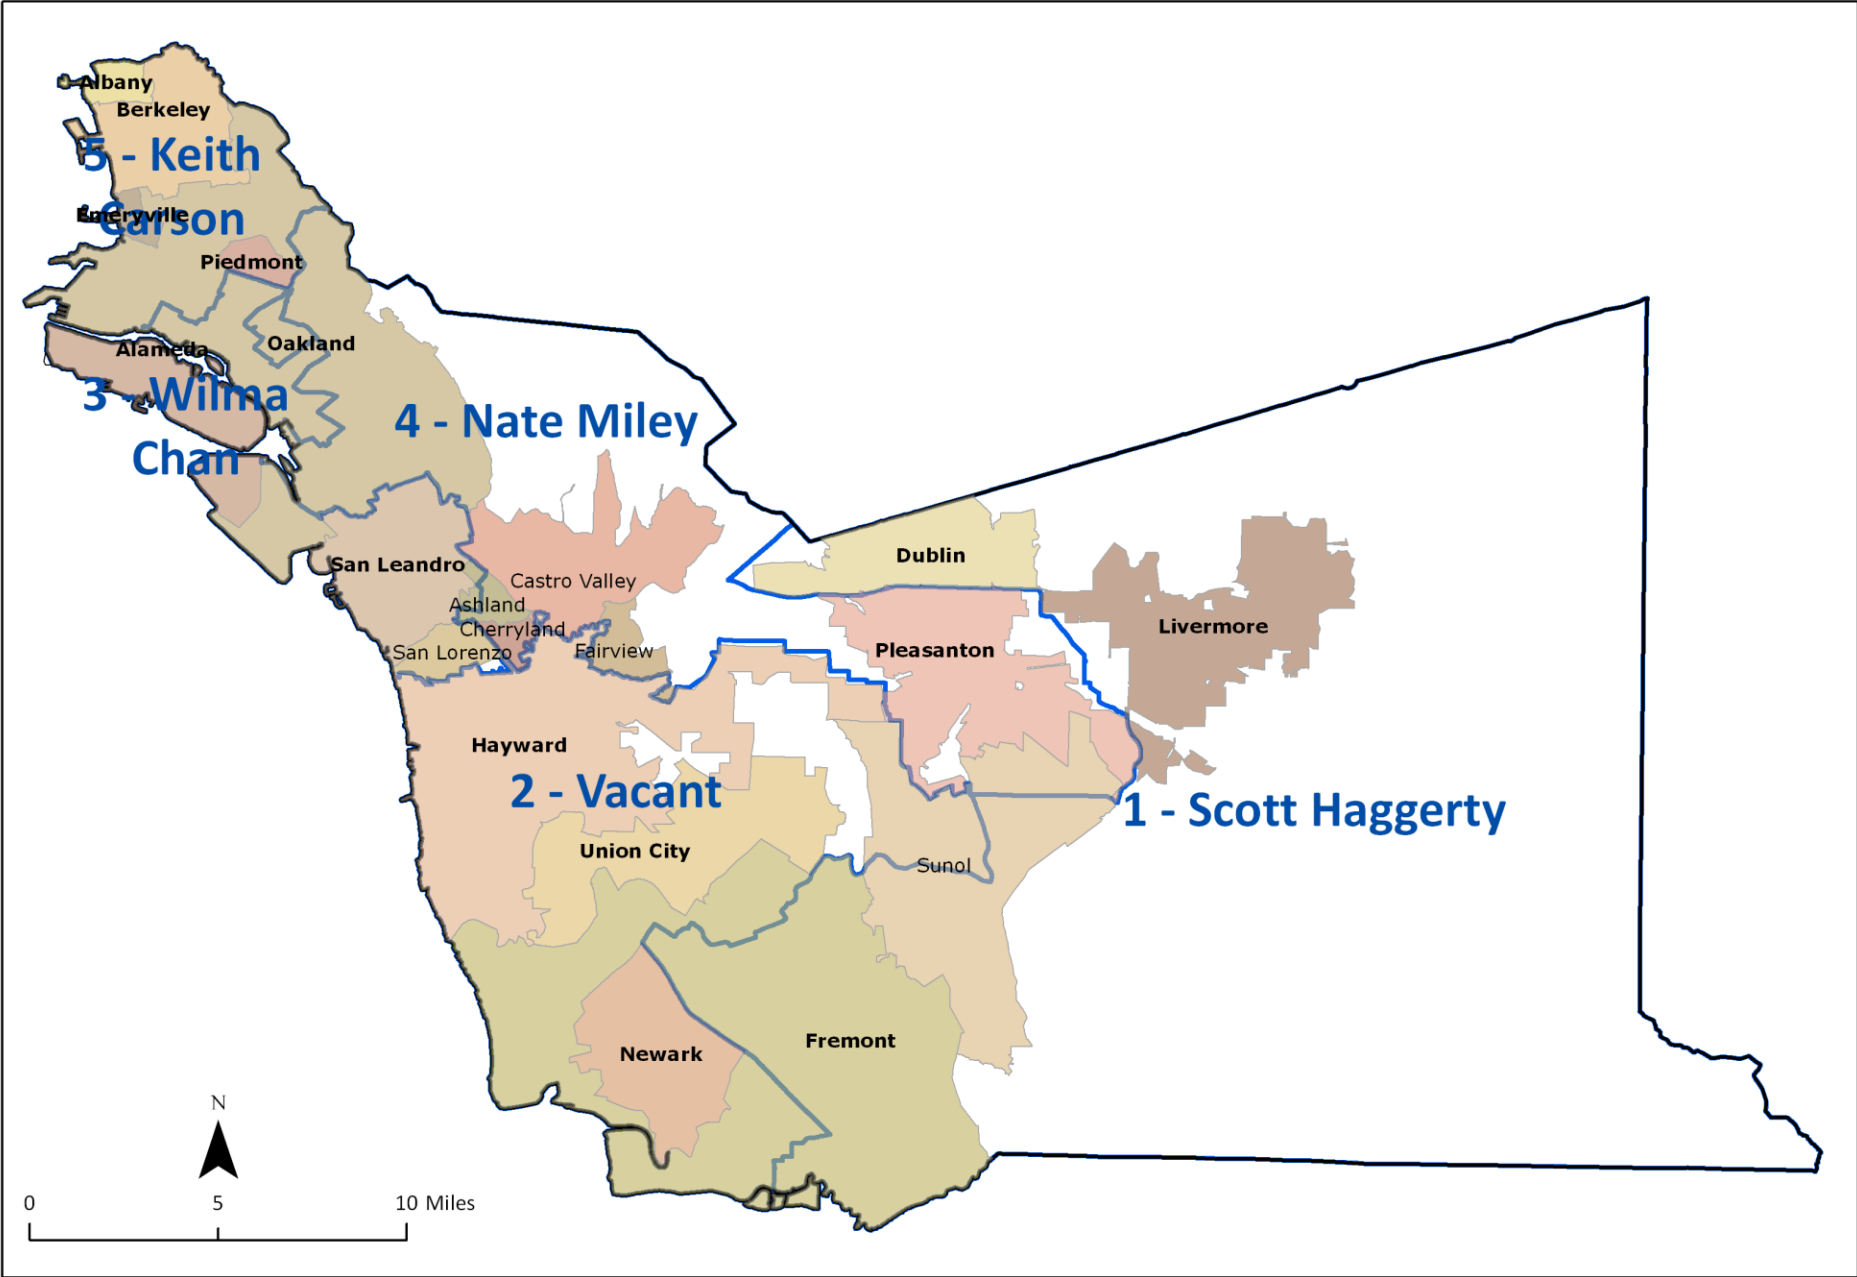 Albany
Berkeley
5 - Keith
Carson
Emeryville
Piedmont
Oakland
Alameda
3 - Wilma
Chan
4 - Nate Miley
San Leandro
Castro Valley
Ashland
Cherryland
San Lorenzo
Fairview
Dublin
Livermore
Pleasanton
Hayward
2 - Vacant
1 - Scott Haggerty
Union City
Sunol
Newark
Fremont
N
0 5 10 Miles